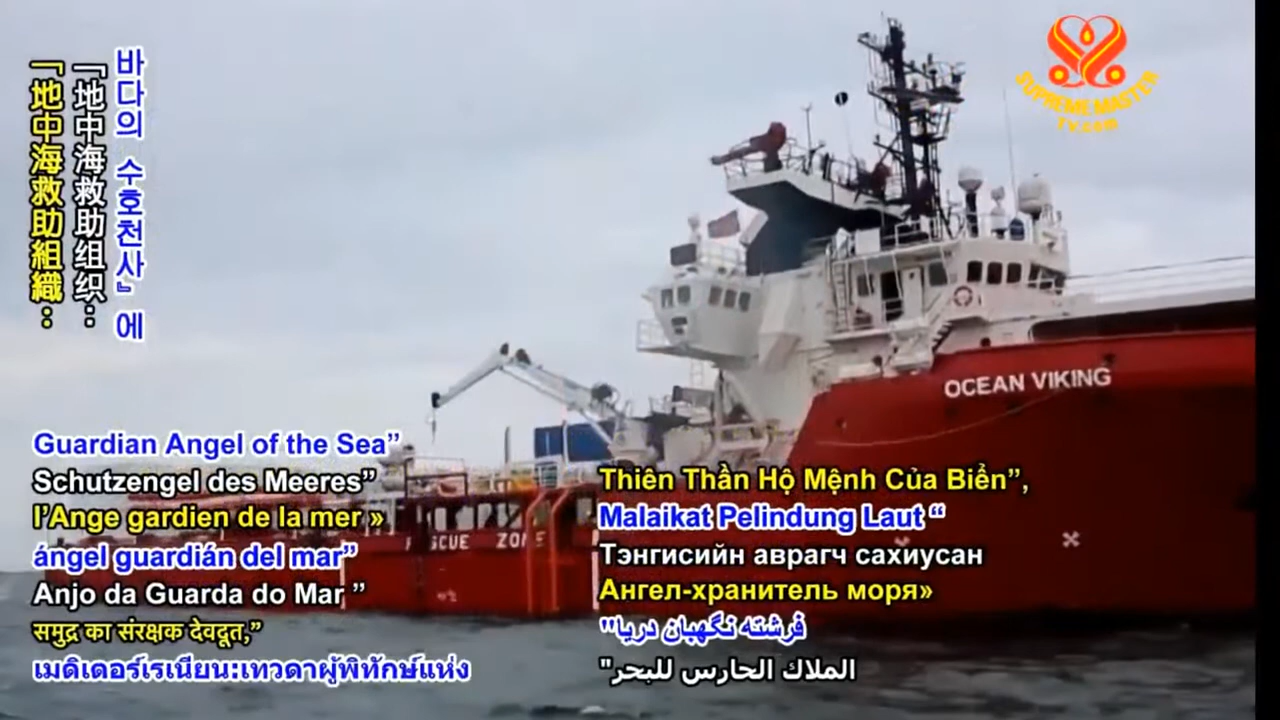 바다의 수호천사』에
「地中海救助组织：
「地中海救助組織：
SUPREME MASTER
TV.com
OCEAN VIKING
RESCUE ZONE
Guardian Angel of the Sea”
Schutzengel des Meeres”
l’Ange gardien de la mer »
ángel guardián del mar”
Anjo da Guarda do Mar ”
समुद्र का संरक्षक देवदूत,”
เมดิเตอร์เรเนียน:เทวดาผู้พิทักษ์แห่ง
Thiên Thần Hộ Mệnh Của Biển”,
Malaikat Pelindung Laut “
Тэнгисийн аврагч сахиусан
Ангел-хранитель моря»
فرشته نگهبان دریا"
الملاك الحارس للبحر"